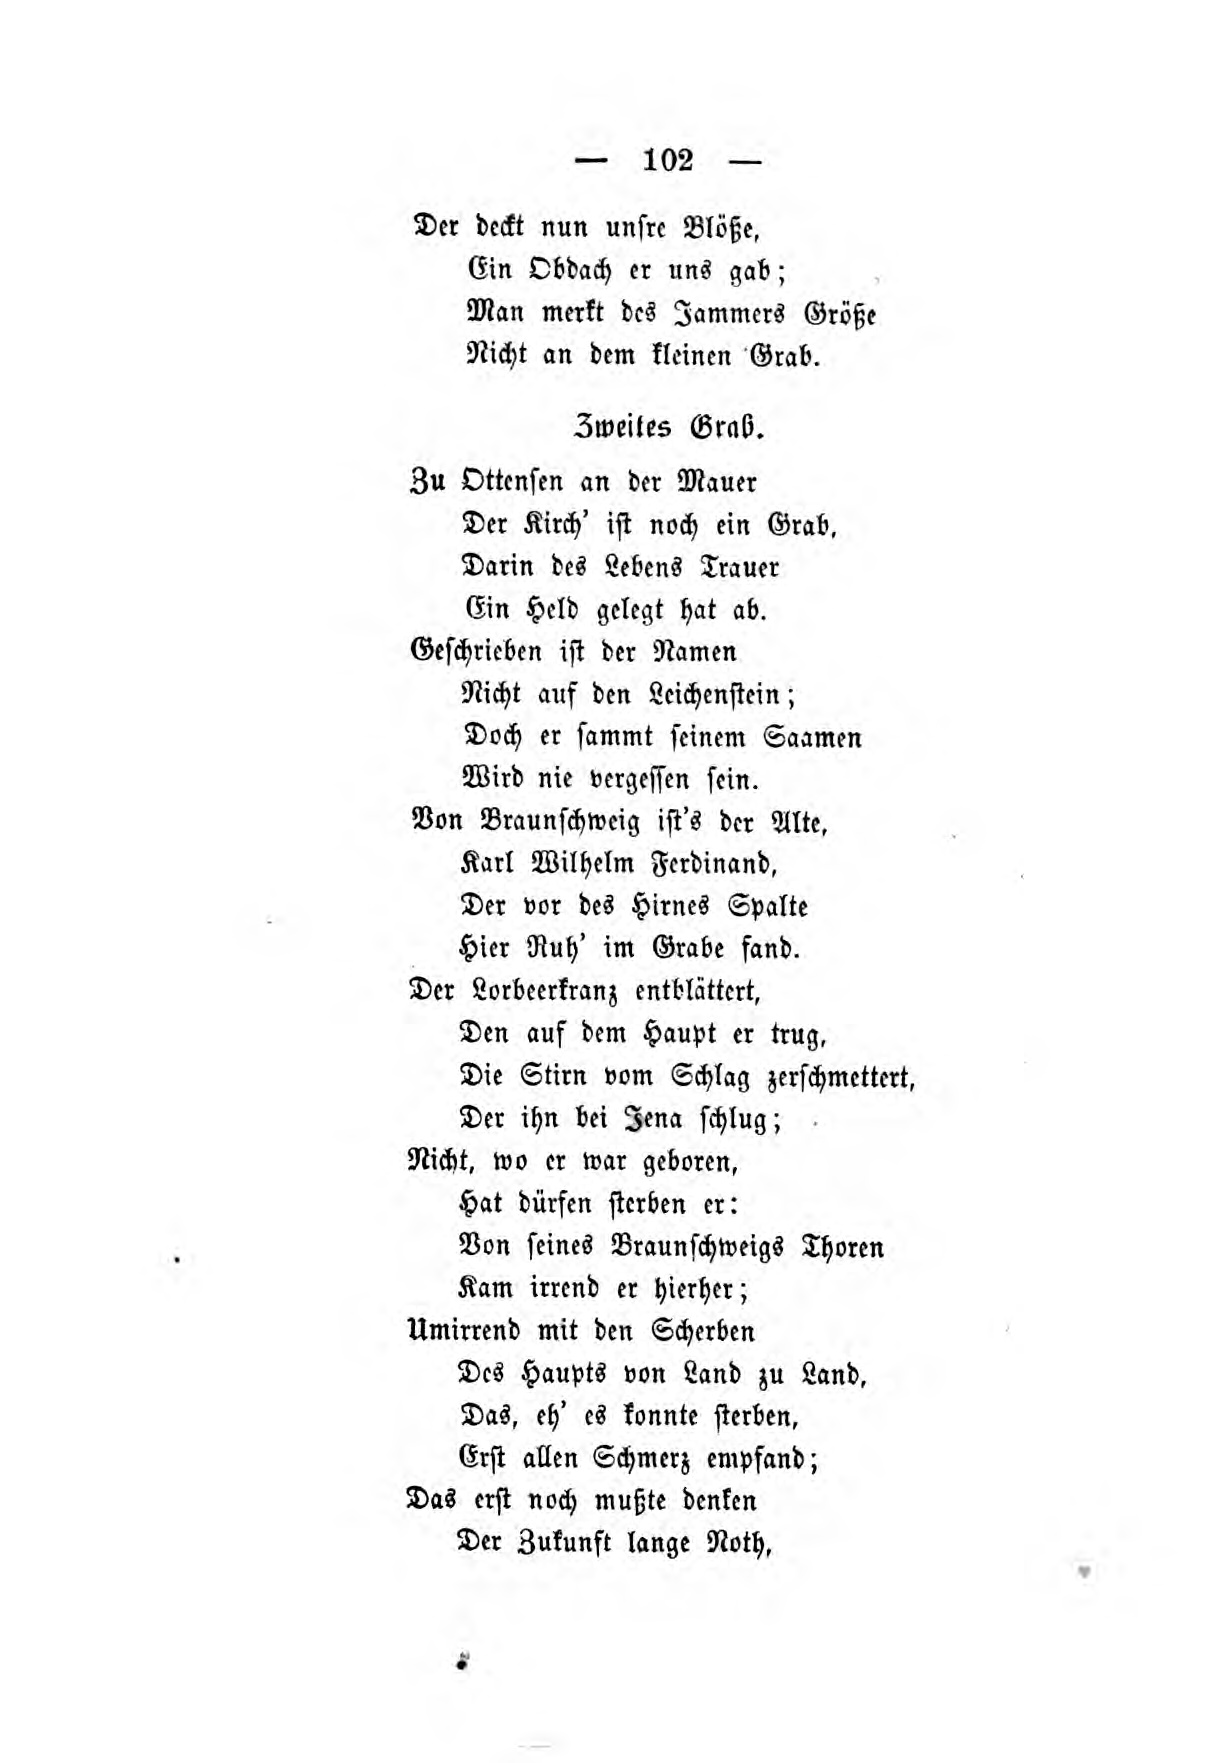 — 102 —
Der deckt nun unsre Blöße,
Ein Obdach er uns gab;
Man merkt des Jammers Größe
Nicht an dem kleinen Grab.
Zweites Grab.
Zu Ottensen an der Mauer
Der Kirch' ist noch ein Grab,
Darin des Lebens Trauer
Ein Held gelegt hat ab.
Geschrieben ist der Namen
Nicht auf den Leichenstein;
Doch er sammt seinem Saamen
Wird nie vergessen sein.
Von Braunschweig ist's der Alte,
Karl Wilhelm Ferdinand,
Der vor des Hirnes Spalte
Hier Ruh' im Grabe fand.
Der Lorbeerkranz entblättert,
Den auf dem Haupt er trug,
Die Stirn vom Schlag zerschmettert,
Der ihn bei Jena schlug;
Nicht, wo er war geboren,
Hat dürfen sterben er:
Von seines Braunschweigs Thoren
Kam irrend er hierher;
Umirrend mit den Scherben
Des Haupts von Land zu Land,
Das, eh' es konnte sterben,
Erst allen Schmerz empfand;
Das erst noch mußte denken
Der Zukunft lange Noth,